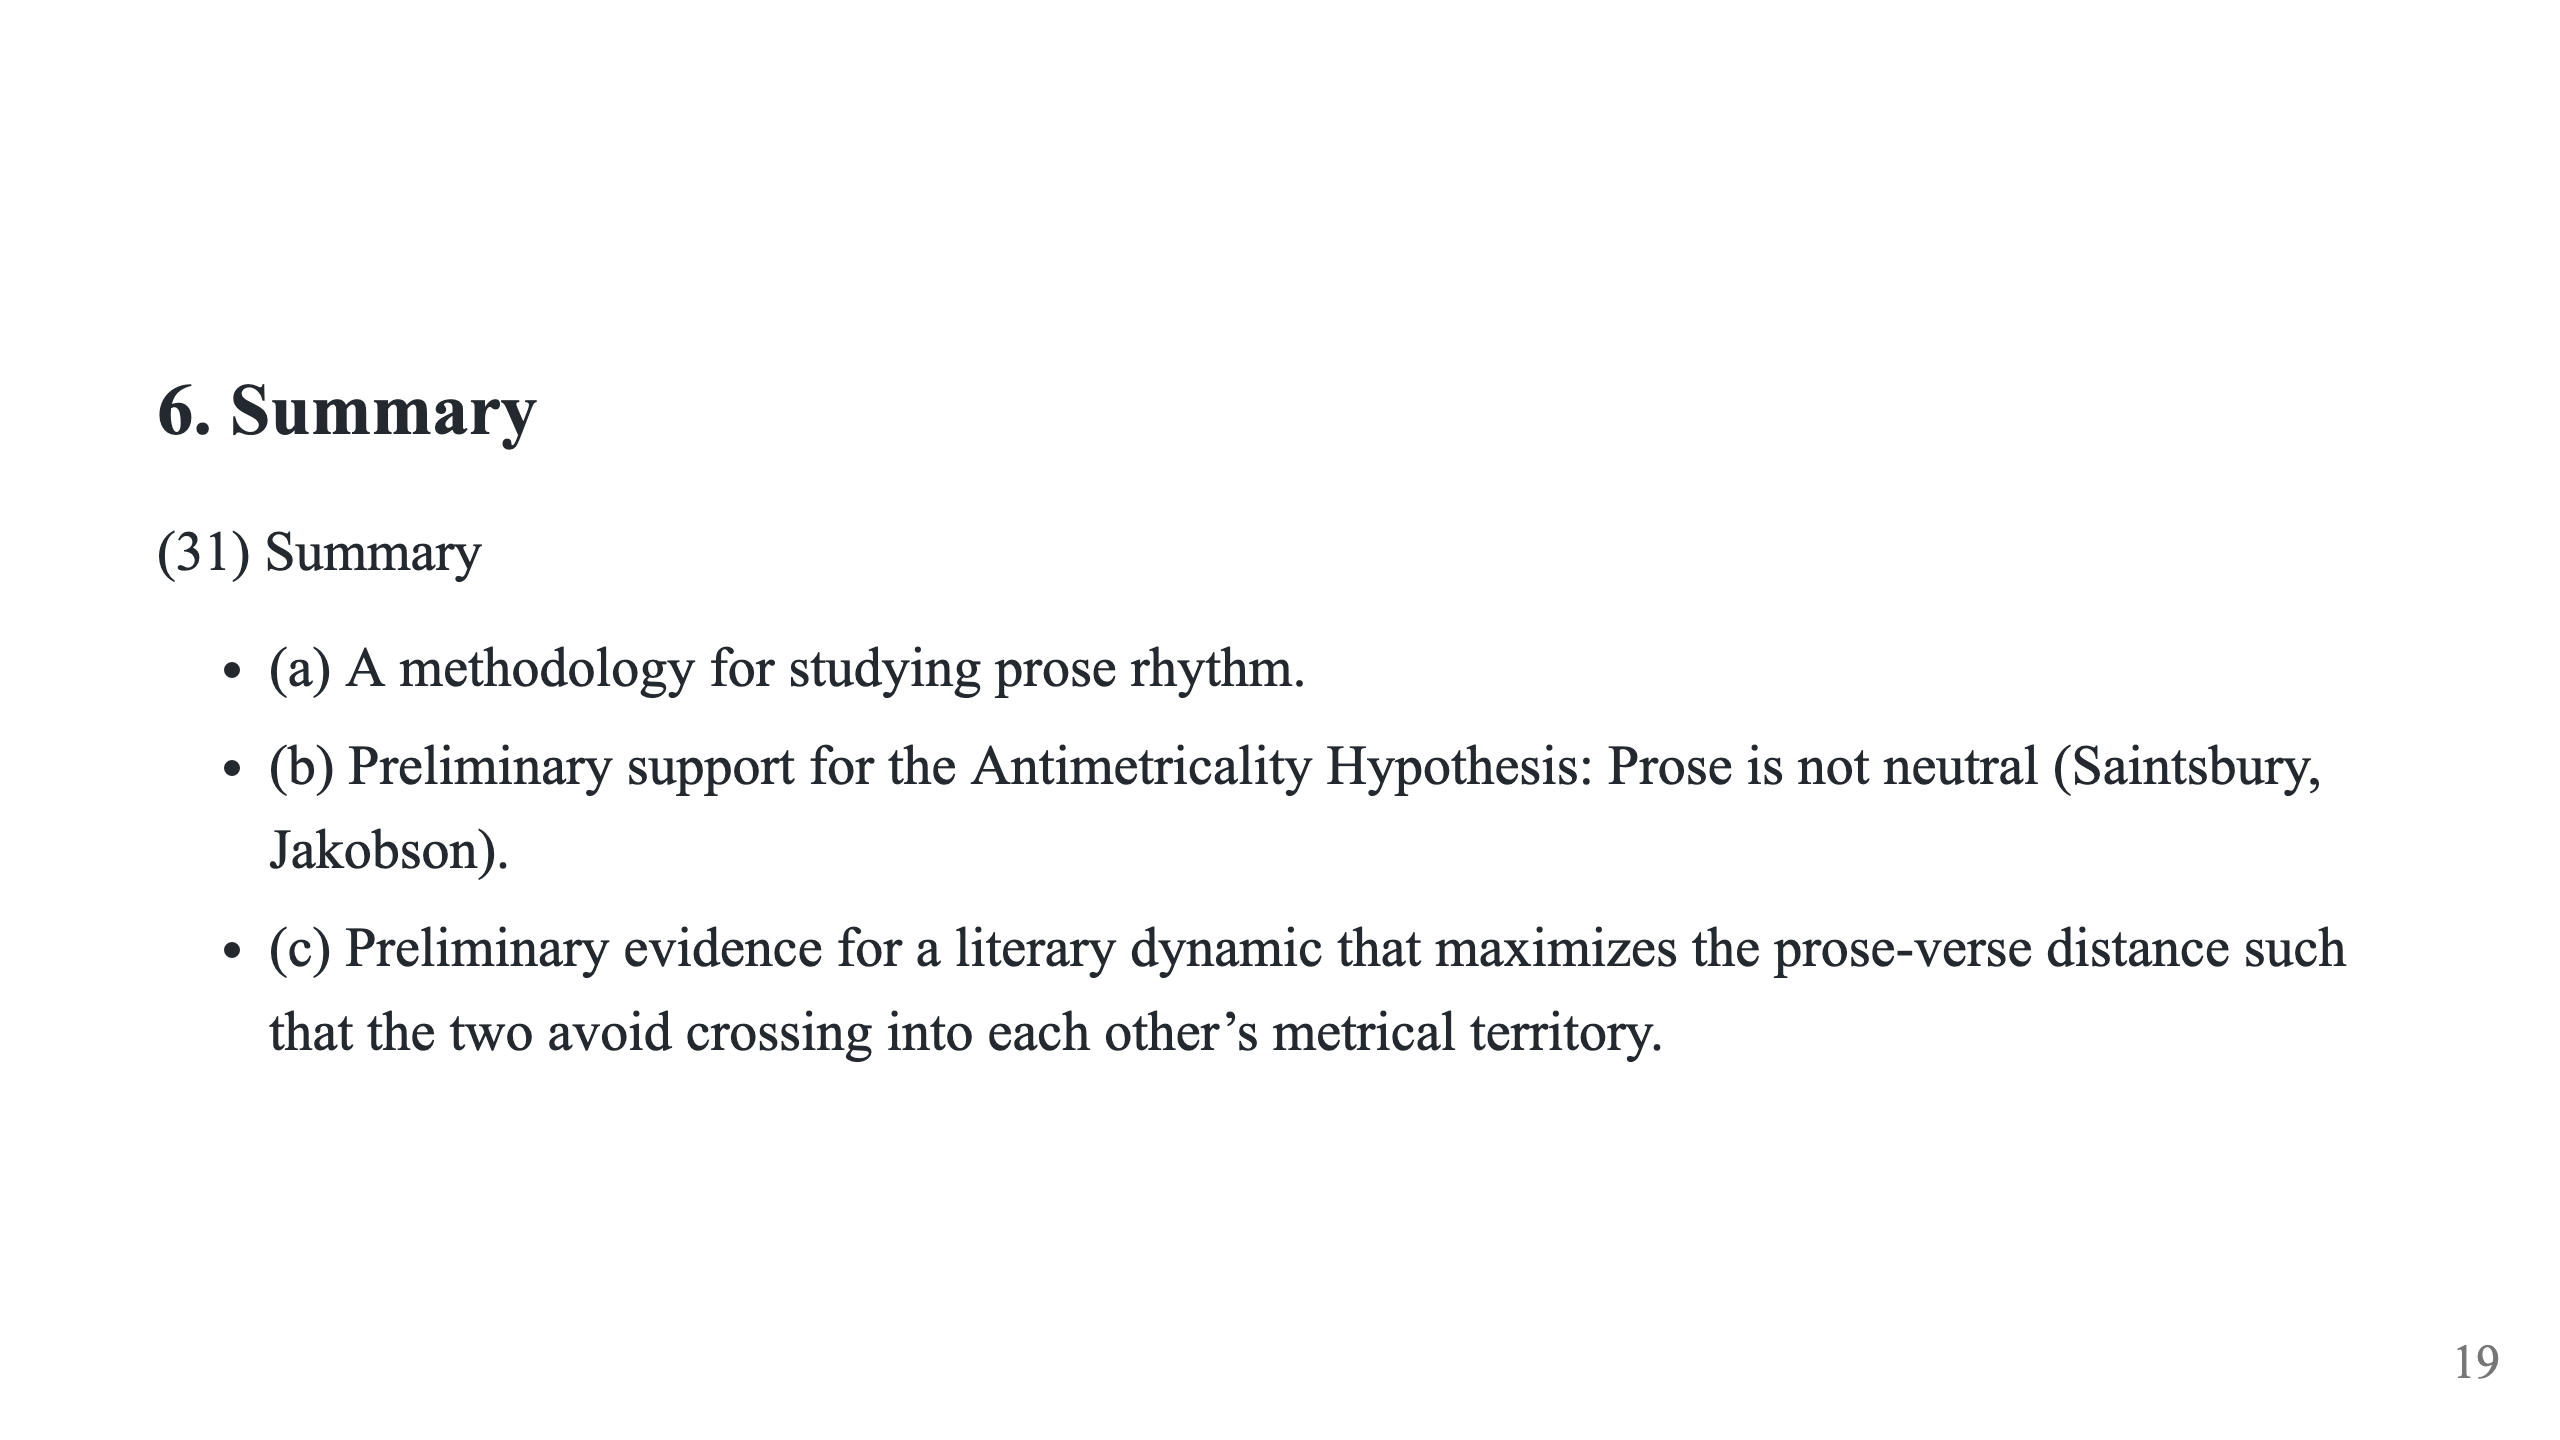 6. Summary
(31) Summary
• (a) A methodology for studying prose rhythm.
• (b) Preliminary support for the Antimetricality Hypothesis: Prose is not neutral (Saintsbury,
Jakobson).
• (c) Preliminary evidence for a literary dynamic that maximizes the prose-verse distance such
that the two avoid crossing into each other’s metrical territory.
19